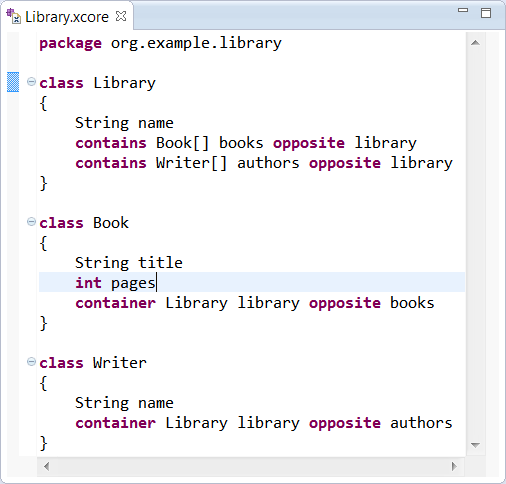 Library.xcore
package org.example.library
class Library
{
String name
contains Book[] books opposite library
contains Writer[] authors opposite library
}
class Book
{
String title
int pages
container Library library opposite books
}
class Writer
{
String name
container Library library opposite authors
}